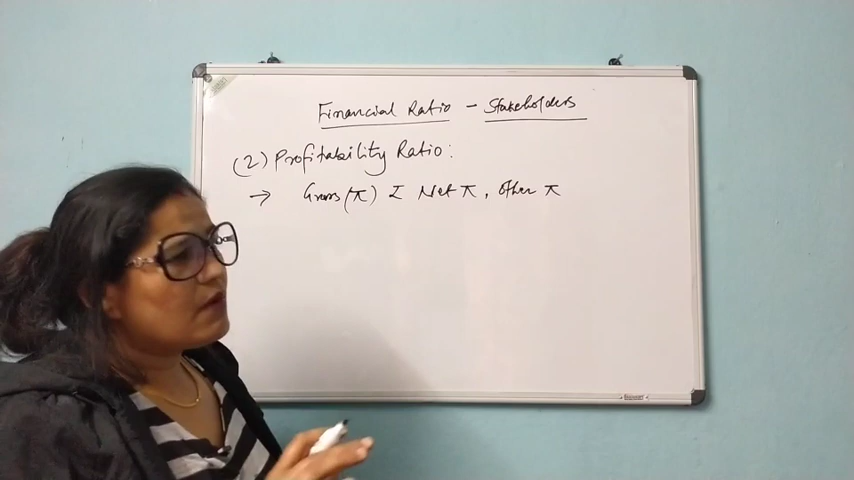 Financial Ratio - Stakeholders
(2) Profitability Ratio:
→ Gross (π) & Net π, Other π